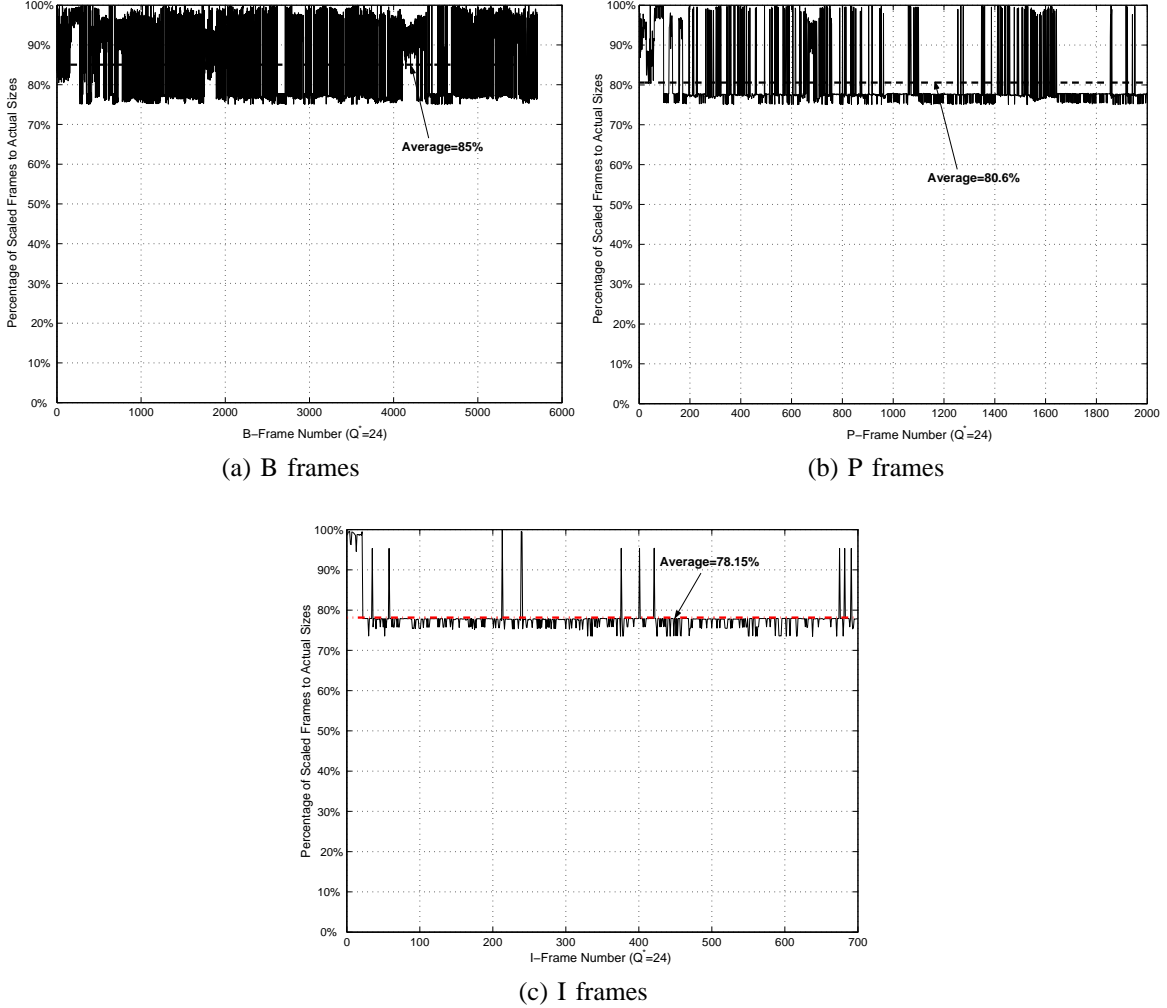 100%
90%
80%
70%
60%
50%
40%
30%
20%
10%
0%
Percentage of Scaled Frames to Actual Sizes
Average=85%
0 1000 2000 3000 4000 5000 6000
B−Frame Number (Q*=24)
(a) B frames
100%
90%
80%
70%
60%
50%
40%
30%
20%
10%
0%
Percentage of Scaled Frames to Actual Sizes
Average=80.6%
0 200 400 600 800 1000 1200 1400 1600 1800 2000
P−Frame Number (Q*=24)
(b) P frames
100%
90%
80%
70%
60%
50%
40%
30%
20%
10%
0%
Percentage of Scaled Frames to Actual Sizes
Average=78.15%
0 100 200 300 400 500 600 700
I−Frame Number (Q*=24)
(c) I frames